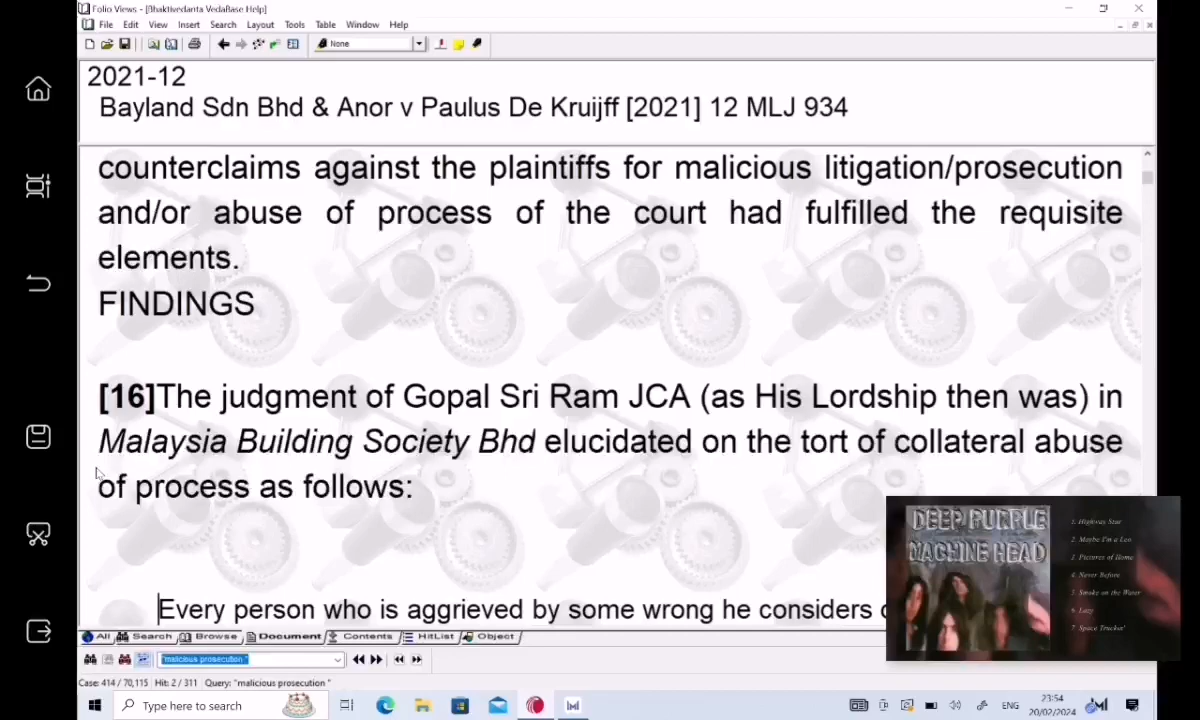 Folio Views - [Bhaktivedanta VedaBase Help]
File Edit View Insert Search Layout Tools Table Window Help
None
2021-12
Bayland Sdn Bhd & Anor v Paulus De Kruijff [2021] 12 MLJ 934
counterclaims against the plaintiffs for malicious litigation/prosecution
and/or abuse of process of the court had fulfilled the requisite
elements.
FINDINGS
[16]The judgment of Gopal Sri Ram JCA (as His Lordship then was) in
Malaysia Building Society Bhd elucidated on the tort of collateral abuse
of process as follows:
Every person who is aggrieved by some wrong he considers
DEEP PURPLE
MACHINE HEAD
1. Highway Star
2. Maybe I'm a Leo
3. Pictures of Home
4. Never Before
5. Smoke on the Water
6. Lazy
7. Space Truckin'
All Search Browse Document Contents HitList Object
"malicious prosecution "
Case: 414 / 70,115 Hit: 2 / 311 Query: "malicious prosecution "
Type here to search
ENG
23:54
20/02/2024